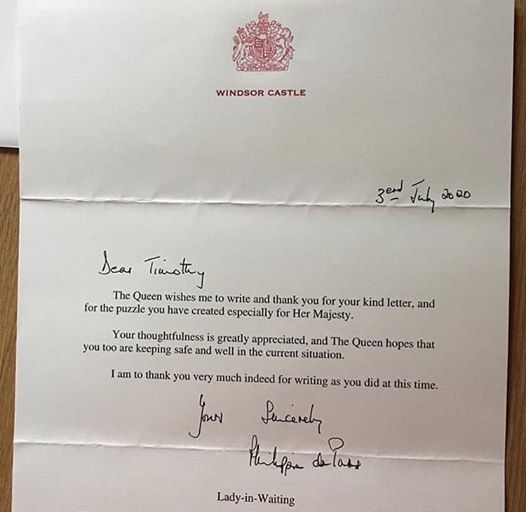 WINDSOR CASTLE
3rd July 2020
Dear Timothy
The Queen wishes me to write and thank you for your kind letter, and
for the puzzle you have created especially for Her Majesty.
Your thoughtfulness is greatly appreciated, and The Queen hopes that
you too are keeping safe and well in the current situation.
I am to thank you very much indeed for writing as you did at this time.
Yours Sincerely
Philippa de Pass
Lady-in-Waiting